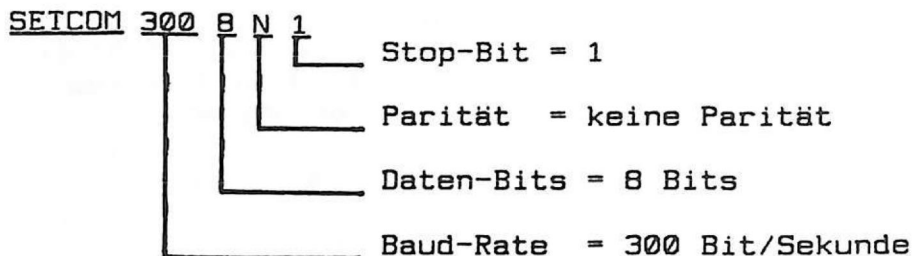 SETCOM 300 8 N 1
Stop-Bit = 1
Parität = keine Parität
Daten-Bits = 8 Bits
Baud-Rate = 300 Bit/Sekunde